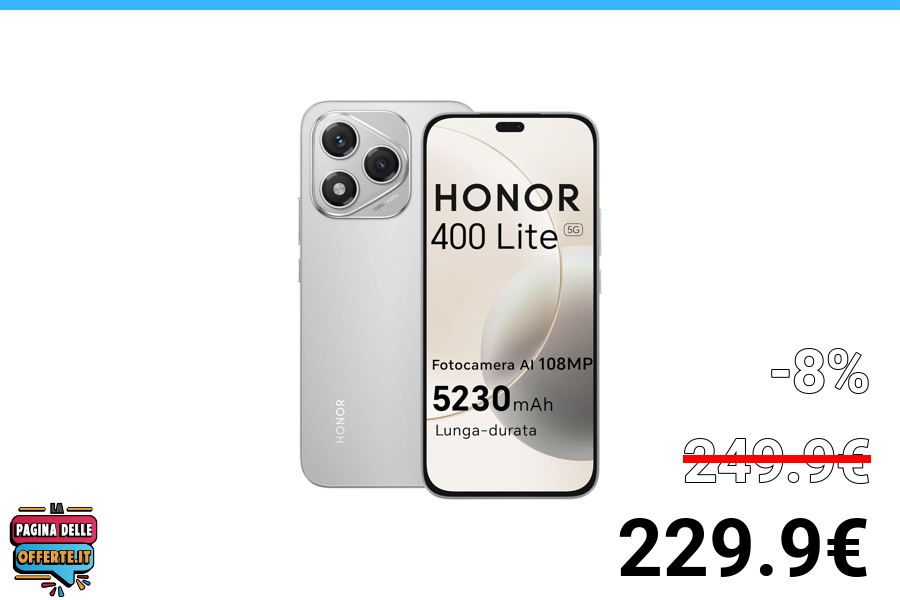 HONOR
400 Lite 5G
Fotocamera AI 108MP
5230mAh
Lunga-durata
HONOR
-8%
249.9€
229.9€
LA
PAGINA DELLE
OFFERTE.IT